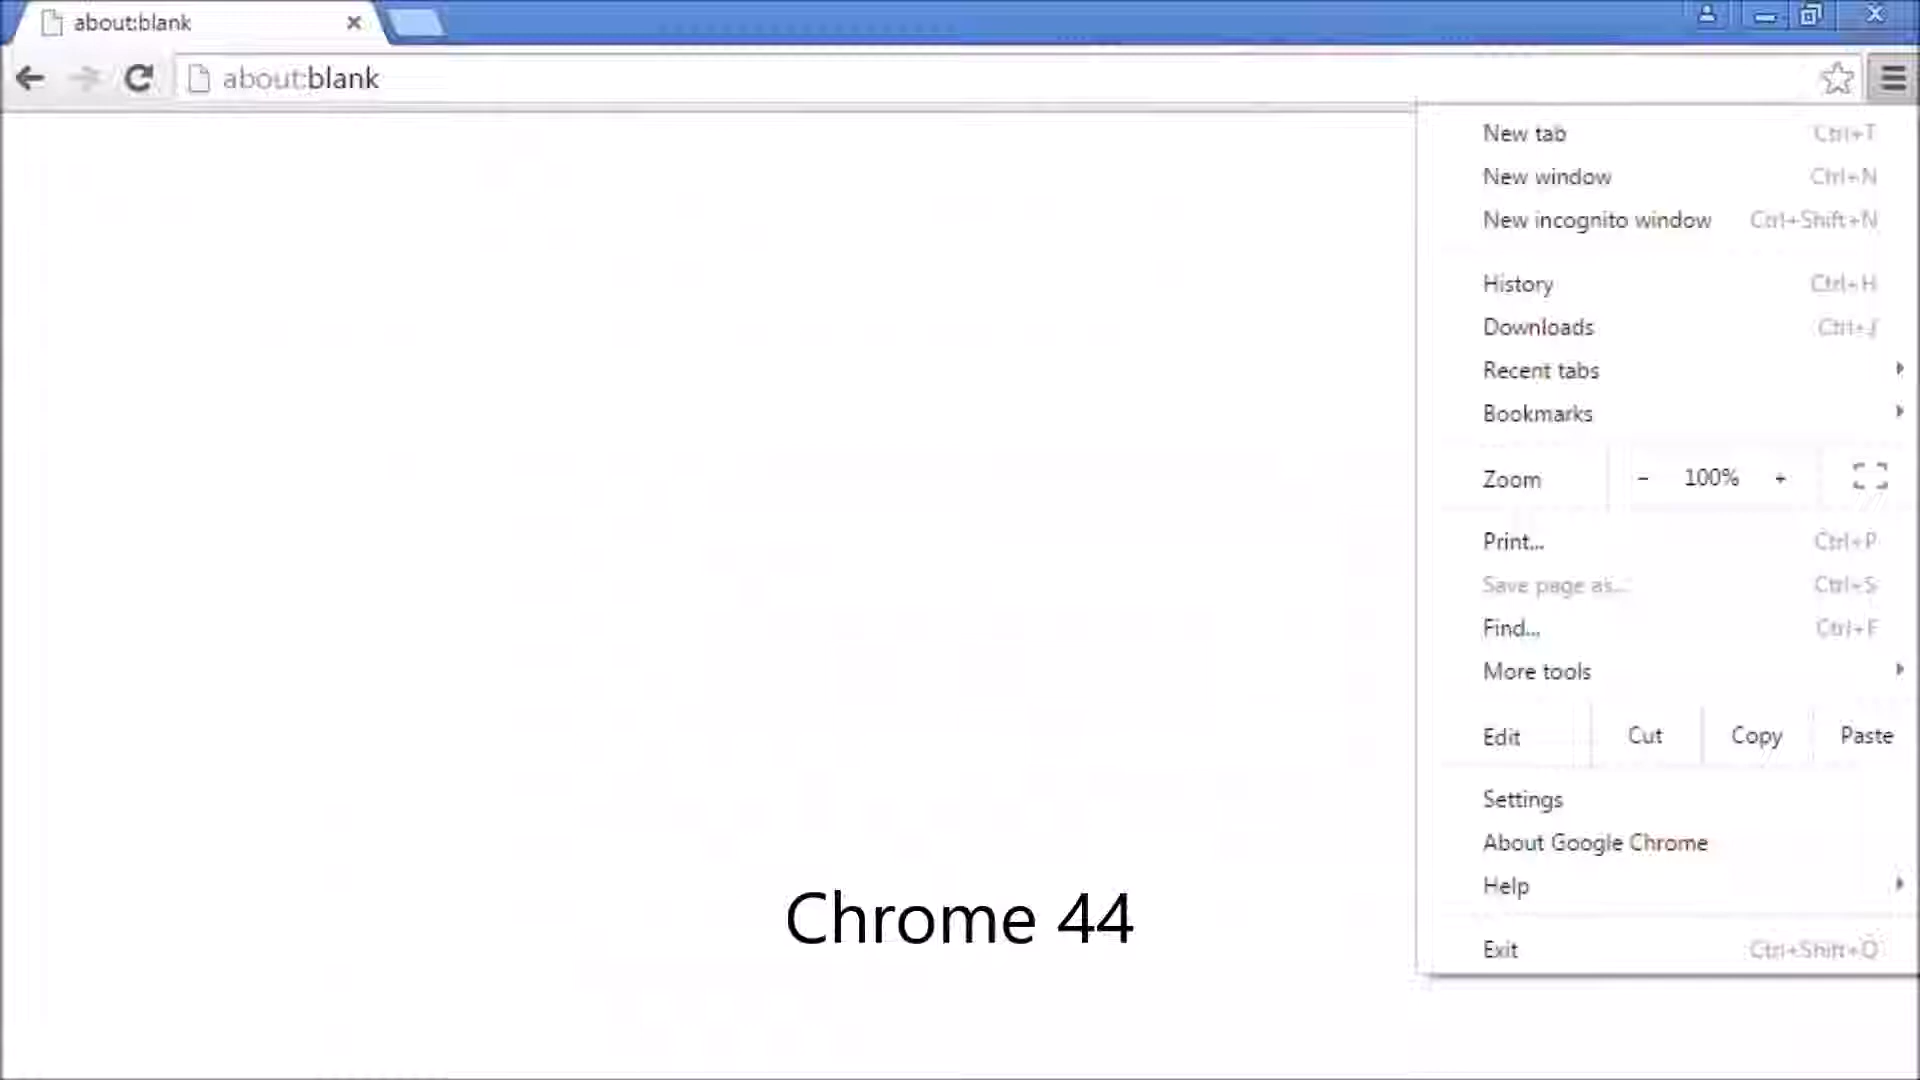 about:blank
about:blank
New tab Ctrl+T
New window Ctrl+N
New incognito window Ctrl+Shift+N
History Ctrl+H
Downloads Ctrl+J
Recent tabs
Bookmarks
Zoom - 100% +
Print... Ctrl+P
Save page as... Ctrl+S
Find... Ctrl+F
More tools
Edit Cut Copy Paste
Settings
About Google Chrome
Help
Chrome 44
Exit Ctrl+Shift+Q